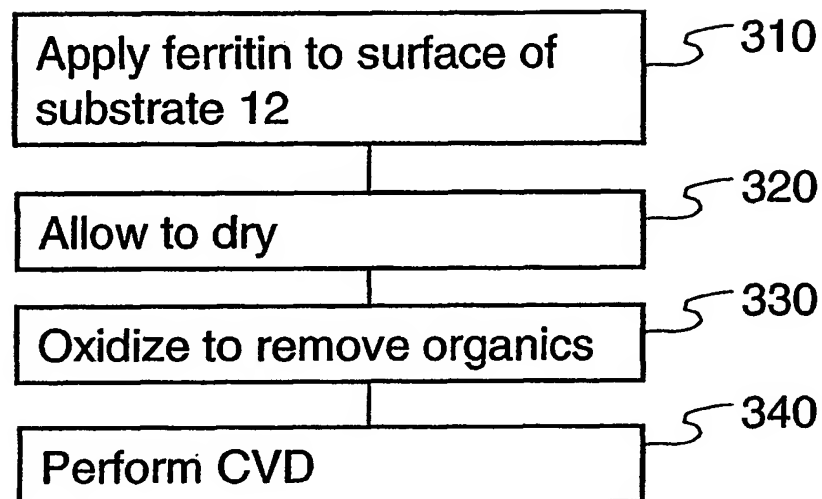 Apply ferritin to surface of
substrate 12
310
Allow to dry
320
Oxidize to remove organics
330
Perform CVD
340